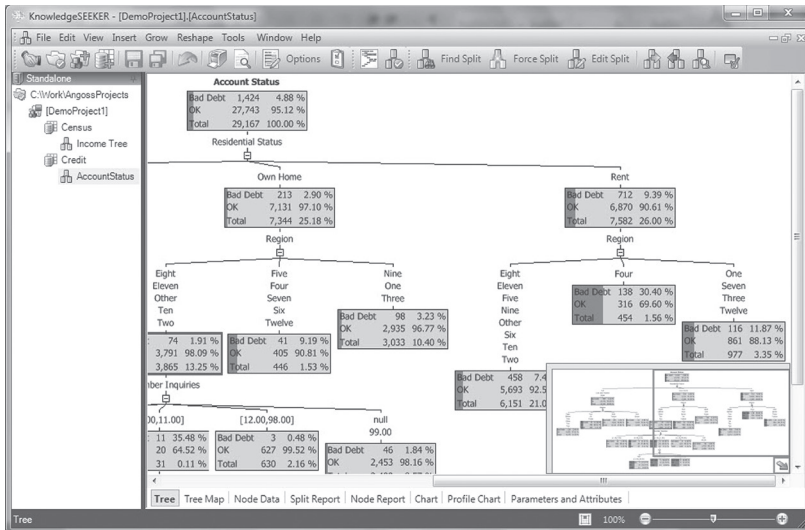 KnowledgeSEEKER - [DemoProject1].[AccountStatus]
File Edit View Insert Grow Reshape Tools Window Help
Options Find Split Force Split Edit Split
Standalone
C:\Work\AngossProjects
[DemoProject1]
Census
Income Tree
Credit
AccountStatus
Account Status
Bad Debt 1,424 4.88 %
OK 27,743 95.12 %
Total 29,167 100.00 %
Residential Status
Own Home
Bad Debt 213 2.90 %
OK 7,131 97.10 %
Total 7,344 25.18 %
Region
Rent
Bad Debt 712 9.39 %
OK 6,870 90.61 %
Total 7,582 26.00 %
Region
Eight
Eleven
Other
Ten
Two
74 1.91 %
3,791 98.09 %
3,865 13.25 %
ber Inquiries
Five
Four
Seven
Six
Twelve
Bad Debt 41 9.19 %
OK 405 90.81 %
Total 446 1.53 %
Nine
One
Three
Bad Debt 98 3.23 %
OK 2,935 96.77 %
Total 3,033 10.40 %
Eight
Eleven
Five
Nine
Other
Six
Ten
Two
Bad Debt 458 7.4
OK 5,693 92.5
Total 6,151 21.0
Four
Bad Debt 138 30.40 %
OK 316 69.60 %
Total 454 1.56 %
One
Seven
Three
Twelve
Bad Debt 116 11.87 %
OK 861 88.13 %
Total 977 3.35 %
00,11.00]
11 35.48 %
20 64.52 %
31 0.11 %
[12.00,98.00]
Bad Debt 3 0.48 %
OK 627 99.52 %
Total 630 2.16 %
null
99.00
Bad Debt 46 1.84 %
OK 2,453 98.16 %
Tree Tree Map Node Data Split Report Node Report Chart Profile Chart Parameters and Attributes
Tree 100%